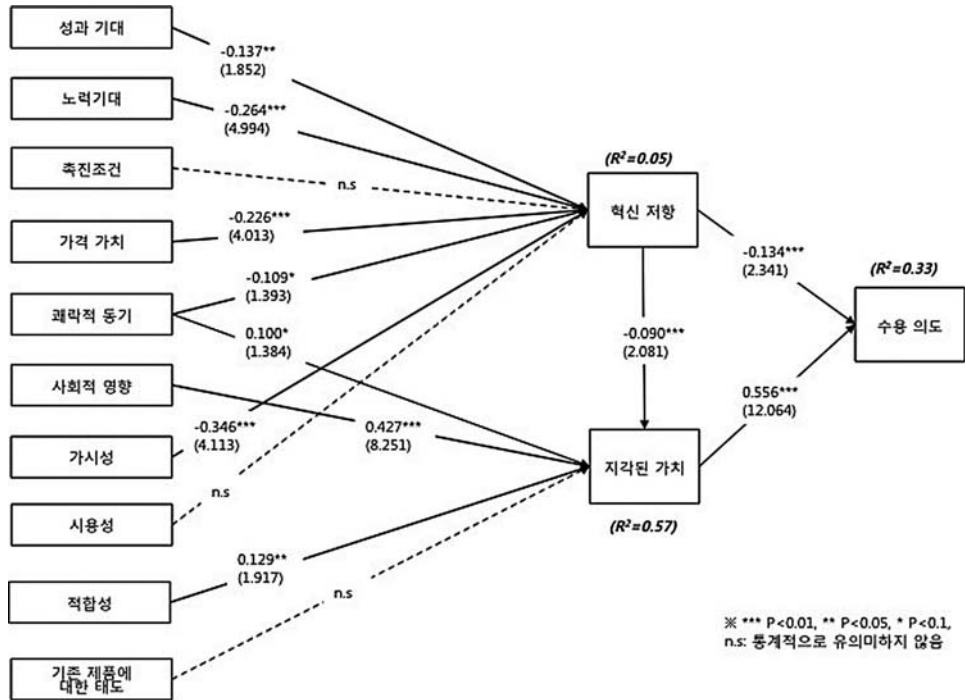 성과 기대
-0.137**
(1.852)
노력기대
-0.264***
(4.994)
촉진조건
n.s
(R²=0.05)
혁신 저항
가격 가치
-0.226***
(4.013)
-0.134***
(2.341)
(R²=0.33)
수용 의도
쾌락적 동기
-0.109*
(1.393)
0.100*
(1.384)
-0.090***
(2.081)
사회적 영향
0.427***
(8.251)
0.556***
(12.064)
가시성
-0.346***
(4.113)
지각된 가치
(R²=0.57)
시용성
n.s
적합성
0.129**
(1.917)
n.s
기존 제품에
대한 태도
※ *** P<0.01, ** P<0.05, * P<0.1,
n.s: 통계적으로 유의미하지 않음